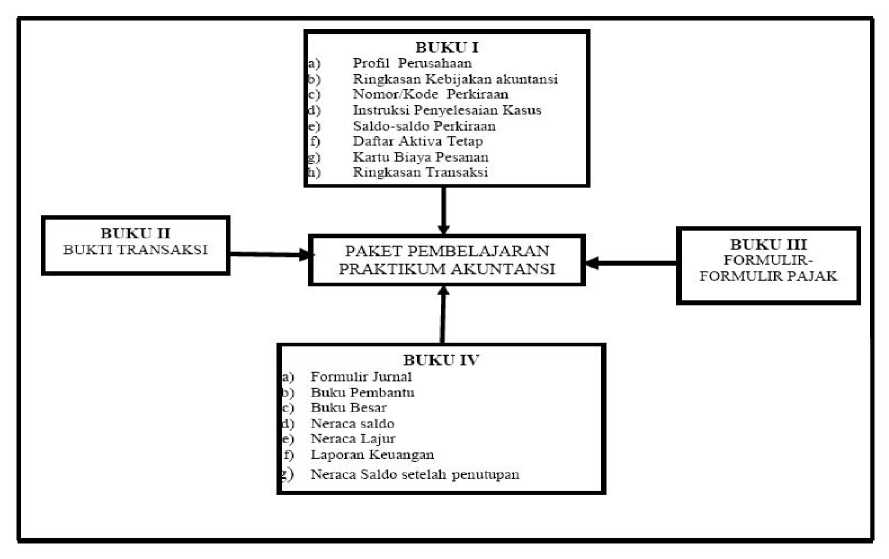 BUKU I
a) Profil Perusahaan
b) Ringkasan Kebijakan akuntansi
c) Nomor/Kode Perkiraan
d) Instruksi Penyelesaian Kasus
e) Saldo-saldo Perkiraan
f) Daftar Aktiva Tetap
g) Kartu Biaya Pesanan
h) Ringkasan Transaksi
BUKU II
BUKTI TRANSAKSI
PAKET PEMBELAJARAN
PRAKTIKUM AKUNTANSI
BUKU III
FORMULIR-
FORMULIR PAJAK
BUKU IV
a) Formulir Jurnal
b) Buku Pembantu
c) Buku Besar
d) Neraca saldo
e) Neraca Lajur
f) Laporan Keuangan
g) Neraca Saldo setelah penutupan